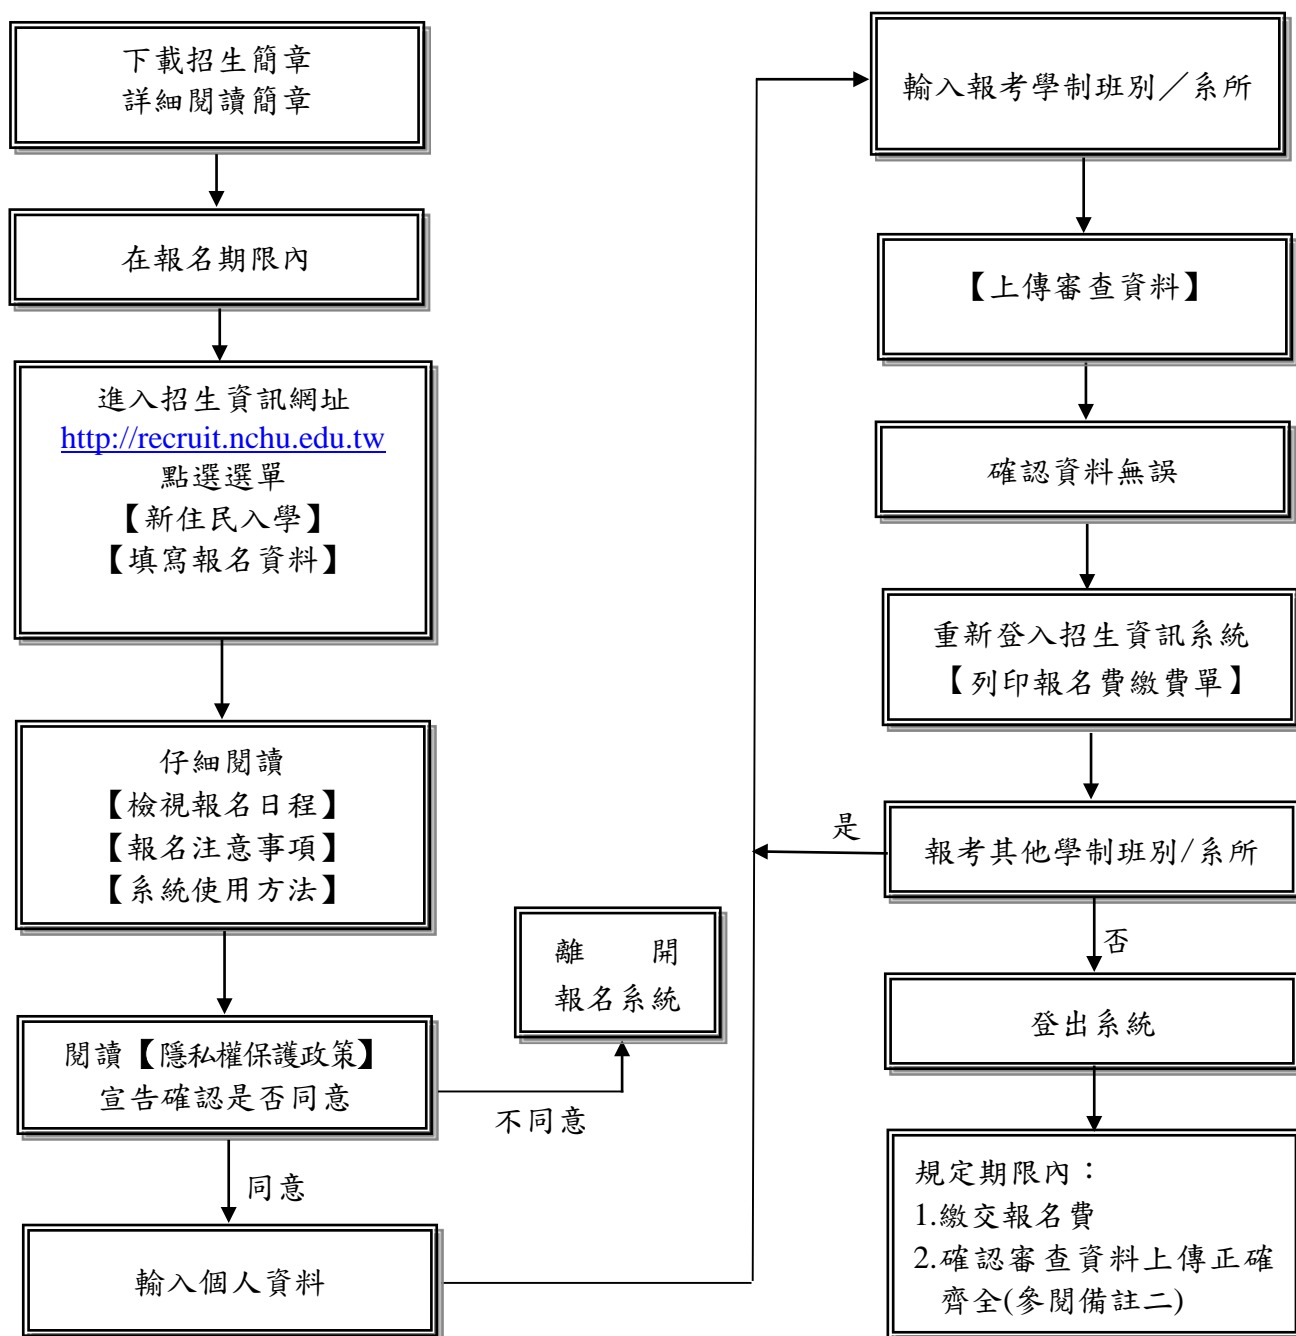 下載招生簡章
詳細閱讀簡章
在報名期限內
進入招生資訊網址
http://recruit.nchu.edu.tw
點選選單
【新住民入學】
【填寫報名資料】
仔細閱讀
【檢視報名日程】
【報名注意事項】
【系統使用方法】
閱讀【隱私權保護政策】
宣告確認是否同意
不同意
離 開
報名系統
同意
輸入個人資料
輸入報考學制班別／系所
【上傳審查資料】
確認資料無誤
重新登入招生資訊系統
【列印報名費繳費單】
報考其他學制班別/系所
是
否
登出系統
規定期限內：
1.繳交報名費
2.確認審查資料上傳正確
齊全(參閱備註二)